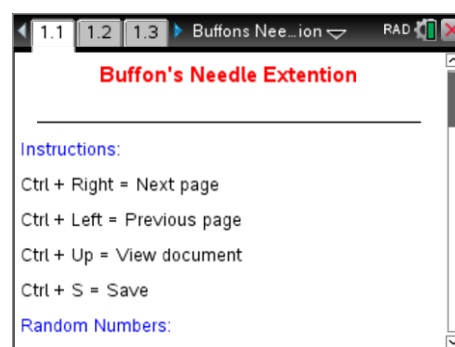 1.1 1.2 1.3 Buffons Nee…ion RAD
Buffon's Needle Extention
Instructions:
Ctrl + Right = Next page
Ctrl + Left = Previous page
Ctrl + Up = View document
Ctrl + S = Save
Random Numbers: